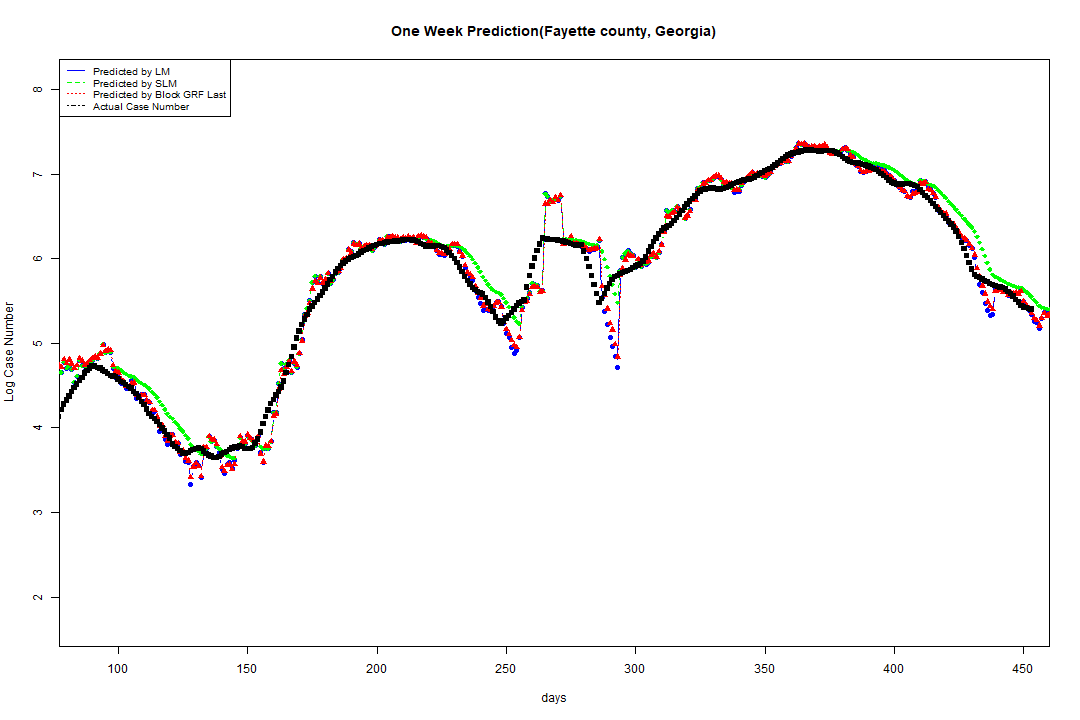 One Week Prediction(Fayette county, Georgia)
Predicted by LM
Predicted by SLM
Predicted by Block GRF Last
Actual Case Number
Log Case Number
8
7
6
5
4
3
2
100 150 200 250 300 350 400 450
days